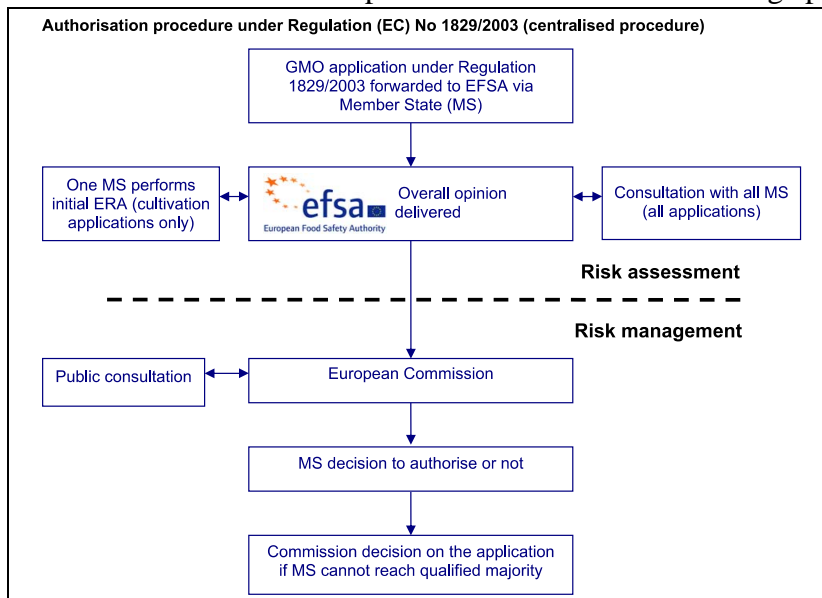 Authorisation procedure under Regulation (EC) No 1829/2003 (centralised procedure)
GMO application under Regulation
1829/2003 forwarded to EFSA via
Member State (MS)
One MS performs
initial ERA (cultivation
applications only)
efsa
European Food Safety Authority
Overall opinion
delivered
Consultation with all MS
(all applications)
Risk assessment
Risk management
Public consultation
European Commission
MS decision to authorise or not
Commission decision on the application
if MS cannot reach qualified majority